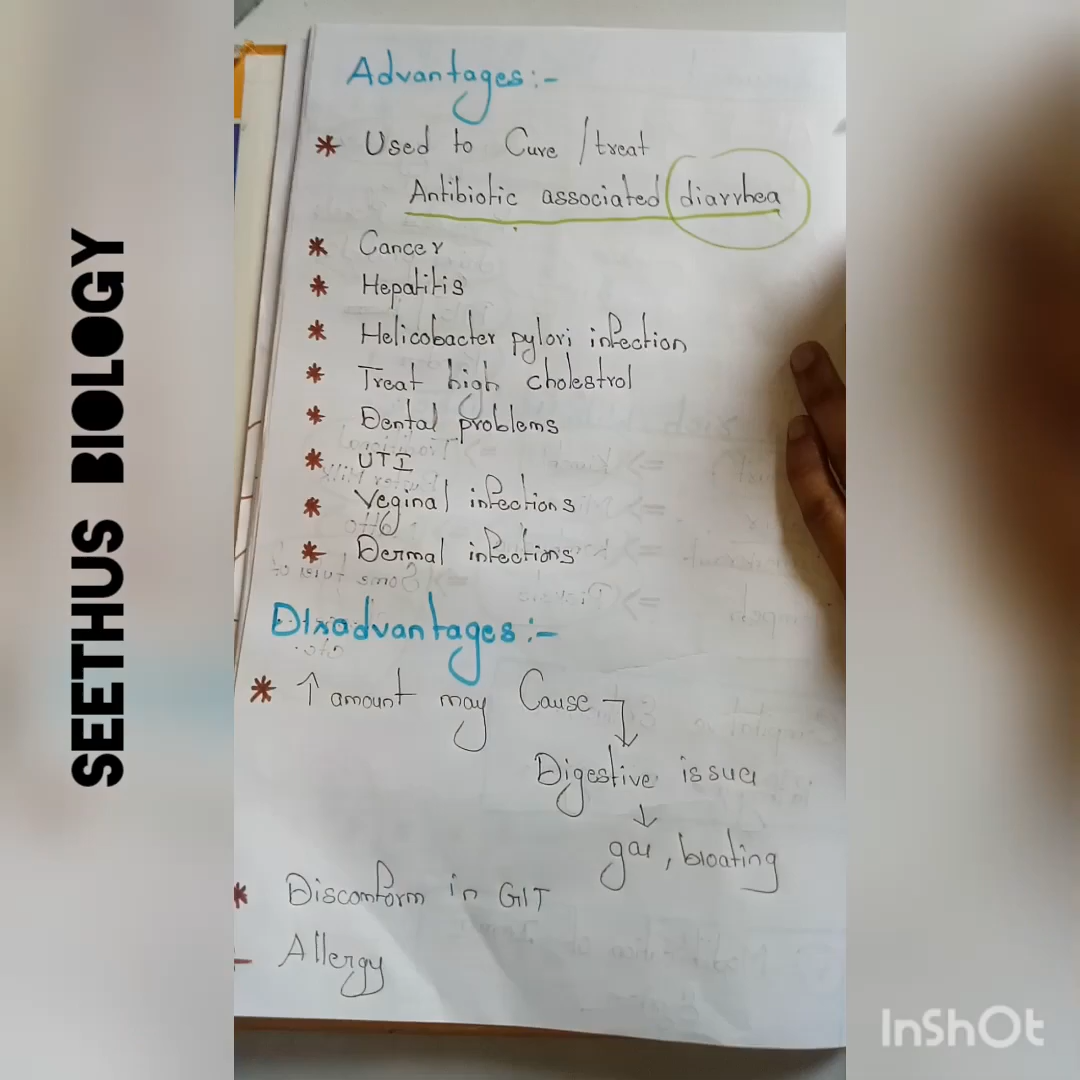 SEETHUS BIOLOGY
Advantages:-
* Used to Cure / treat
Antibiotic associated diarrhea
* Cancer
* Hepatitis
* Helicobacter pylori infection
* Treat high cholestrol
* Dental problems
* UTI
* Veginal infections
* Dermal infections
Disadvantages:-
* ↑ amount may Cause
Digestive issue
↓
gas, bloating
* Discomform in GIT
Allergy
InShOt